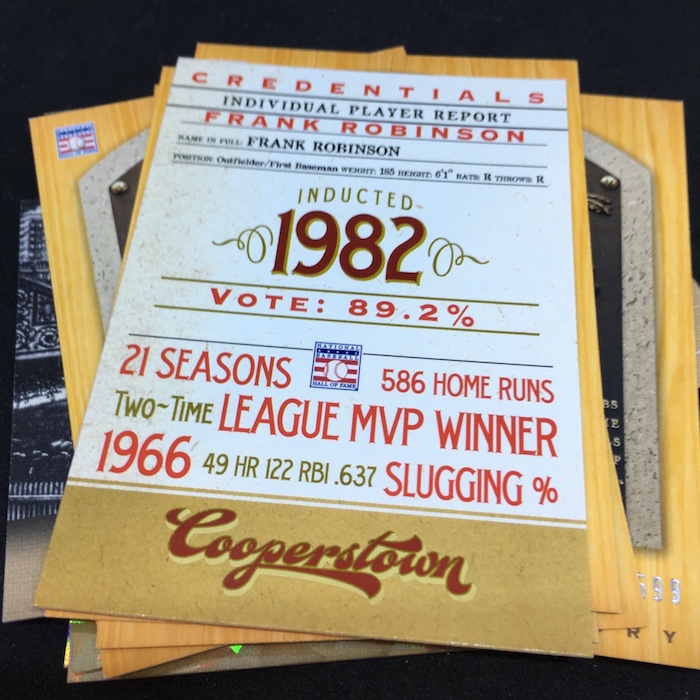 CREDENTIALS
INDIVIDUAL PLAYER REPORT
FRANK ROBINSON
NAME IN FULL: FRANK ROBINSON
POSITION: Outfielder/First Baseman WEIGHT: 185 HEIGHT: 6'1" BATS: R THROWS: R
INDUCTED
1982
VOTE: 89.2%
NATIONAL
BASEBALL
HALL OF FAME
21 SEASONS
586 HOME RUNS
TWO~TIME LEAGUE MVP WINNER
1966 49 HR 122 RBI .637 SLUGGING %
Cooperstown